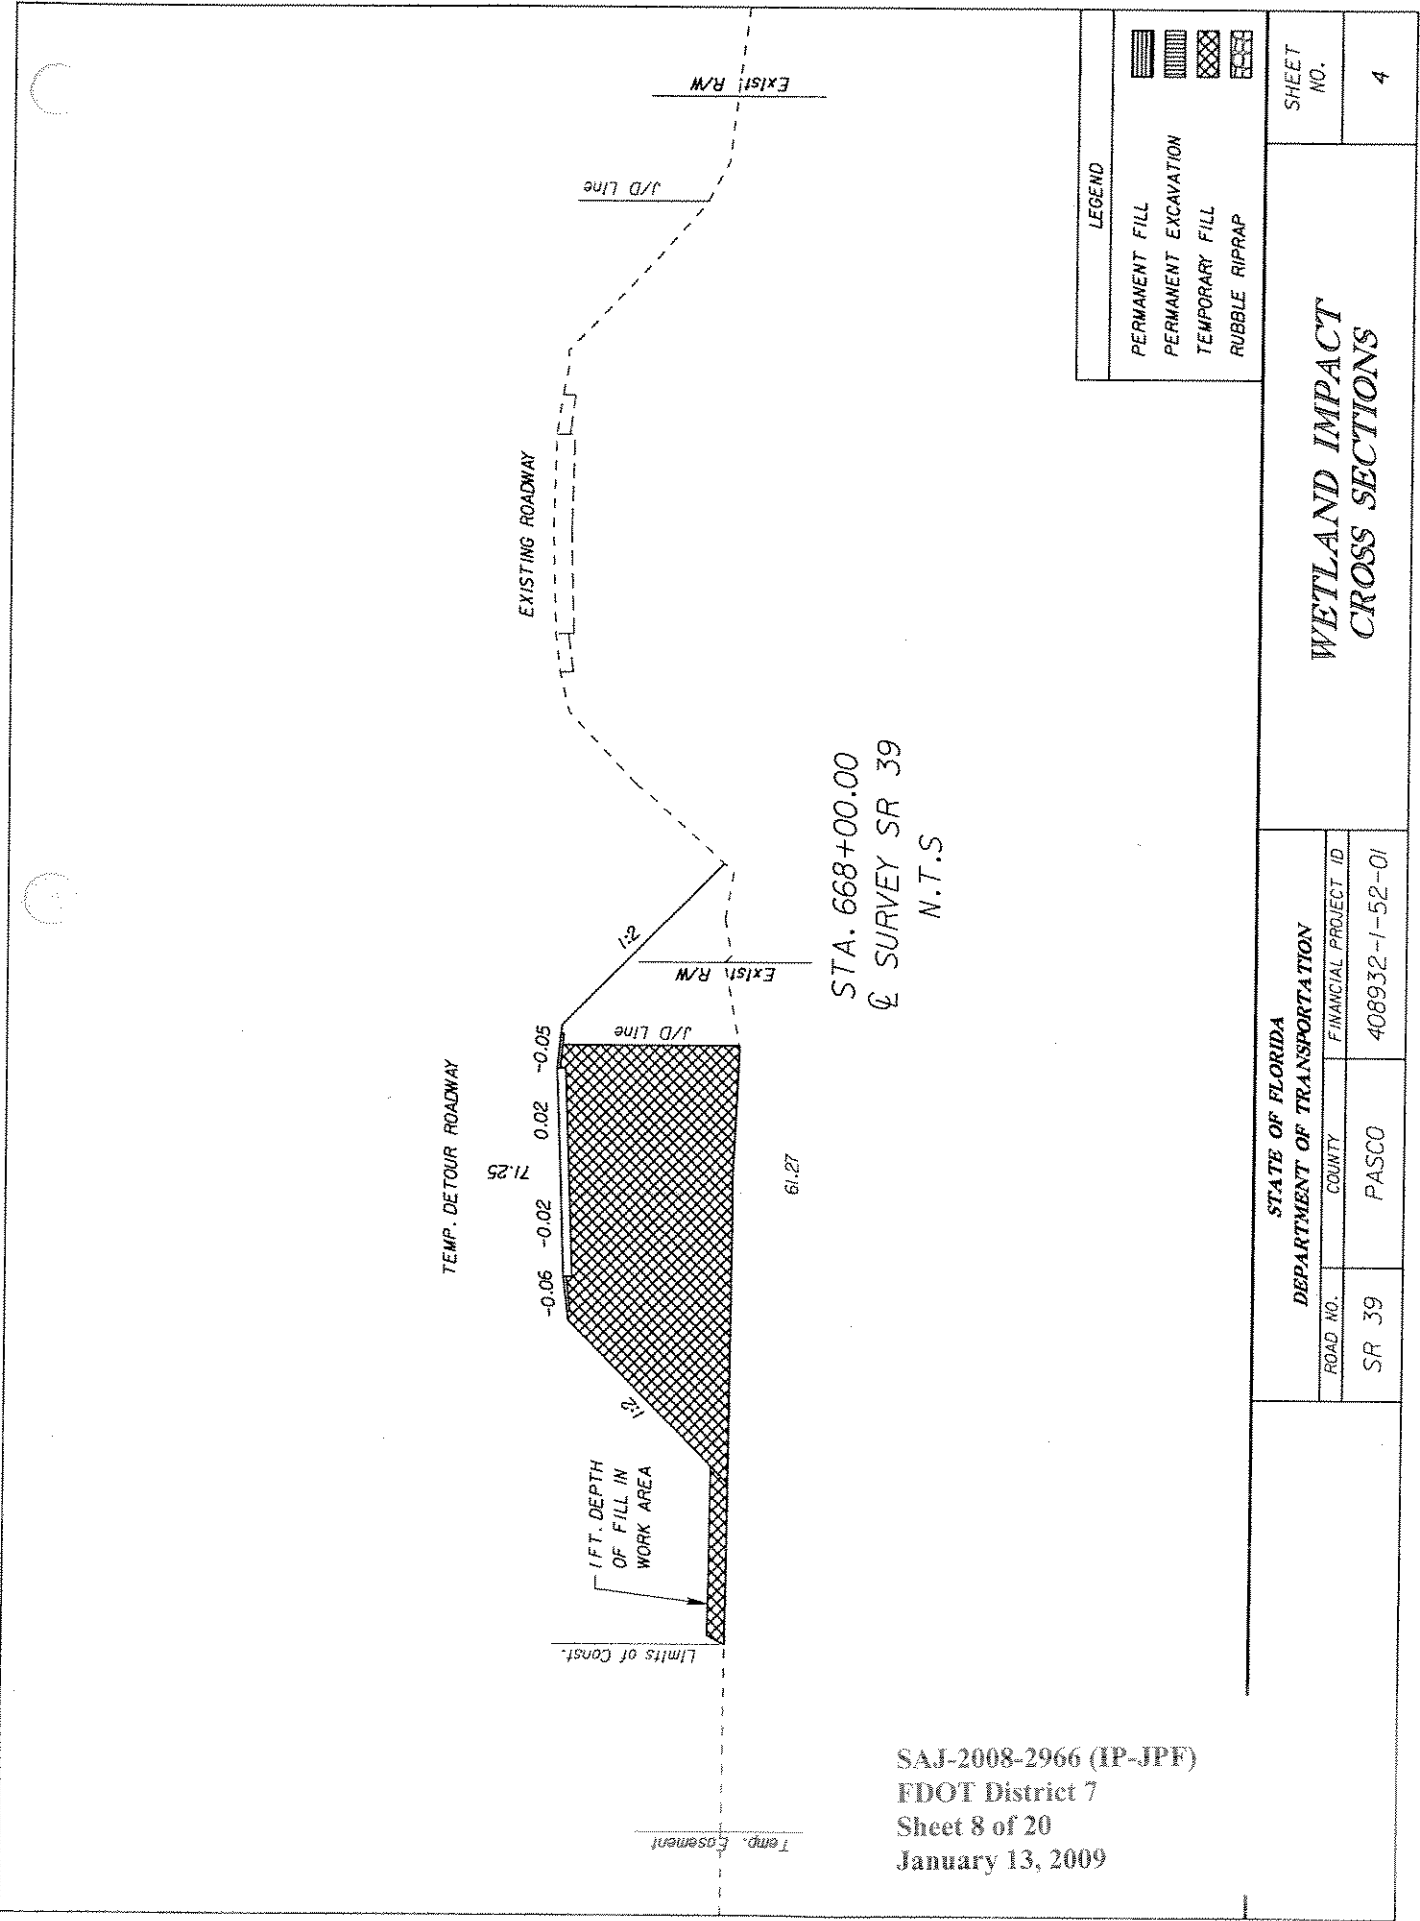 TEMP. DETOUR ROADWAY
71.25
-0.06
-0.02
0.02
-0.05
EXISTING ROADWAY
1 FT. DEPTH
OF FILL IN
WORK AREA
1:2
1:2
Temp. Easement
Limits of Const.
J/D Line
Exist R/W
J/D Line
Exist R/W
61.27
STA. 668+00.00
℄ SURVEY SR 39
N.T.S
LEGEND
PERMANENT FILL
PERMANENT EXCAVATION
TEMPORARY FILL
RUBBLE RIPRAP
STATE OF FLORIDA
DEPARTMENT OF TRANSPORTATION
ROAD NO.
COUNTY
FINANCIAL PROJECT ID
SR 39
PASCO
408932-1-52-01
WETLAND IMPACT
CROSS SECTIONS
SHEET
NO.
4
SAJ-2008-2966 (IP-JPF)
FDOT District 7
Sheet 8 of 20
January 13, 2009